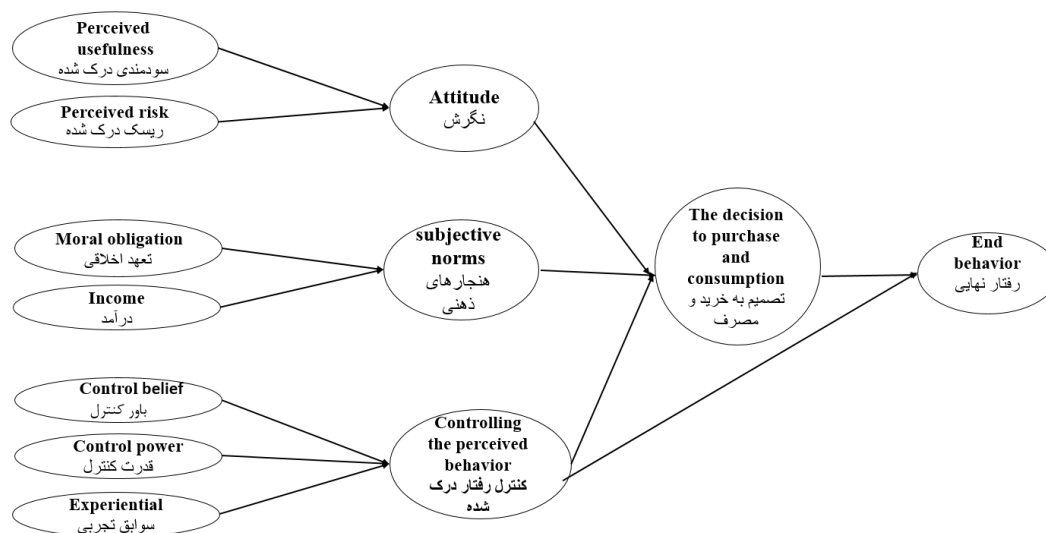 Perceived
usefulness
سودمندی درک شده
Perceived risk
ریسک درک شده
Attitude
نگرش
Moral obligation
تعهد اخلاقی
Income
درآمد
subjective
norms
هنجارهای
ذهنی
Control belief
باور کنترل
Control power
قدرت کنترل
Experiential
سوابق تجربی
Controlling
the perceived
behavior
کنترل رفتار درک
شده
The decision
to purchase
and
consumption
تصمیم به خرید و
مصرف
End
behavior
رفتار نهایی